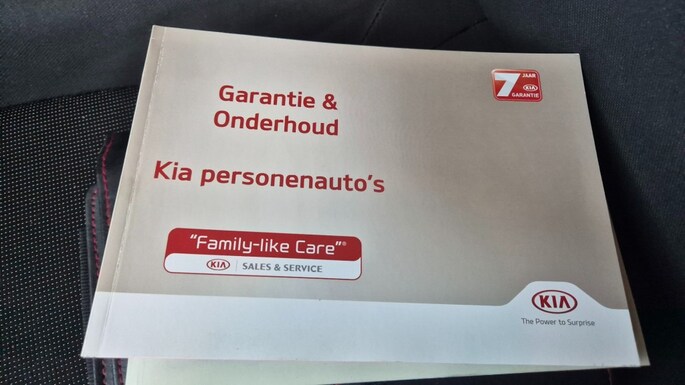 7 JAAR
KIA
GARANTIE
Garantie &
Onderhoud
Kia personenauto's
"Family-like Care"®
KIA SALES & SERVICE
KIA
The Power to Surprise